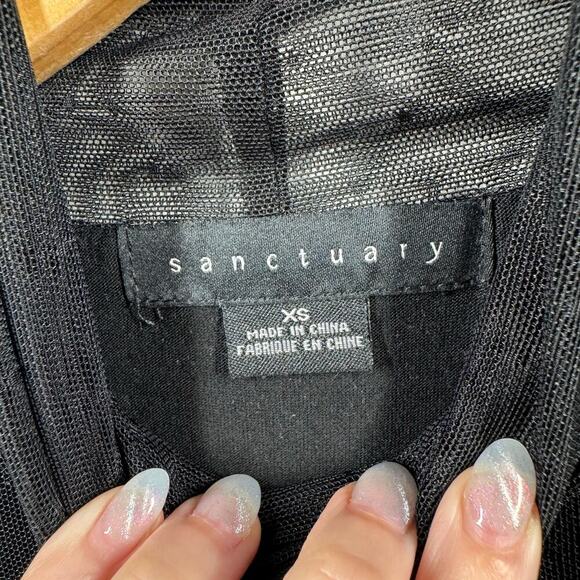 sanctuary
XS
MADE IN CHINA
FABRIQUE EN CHINE